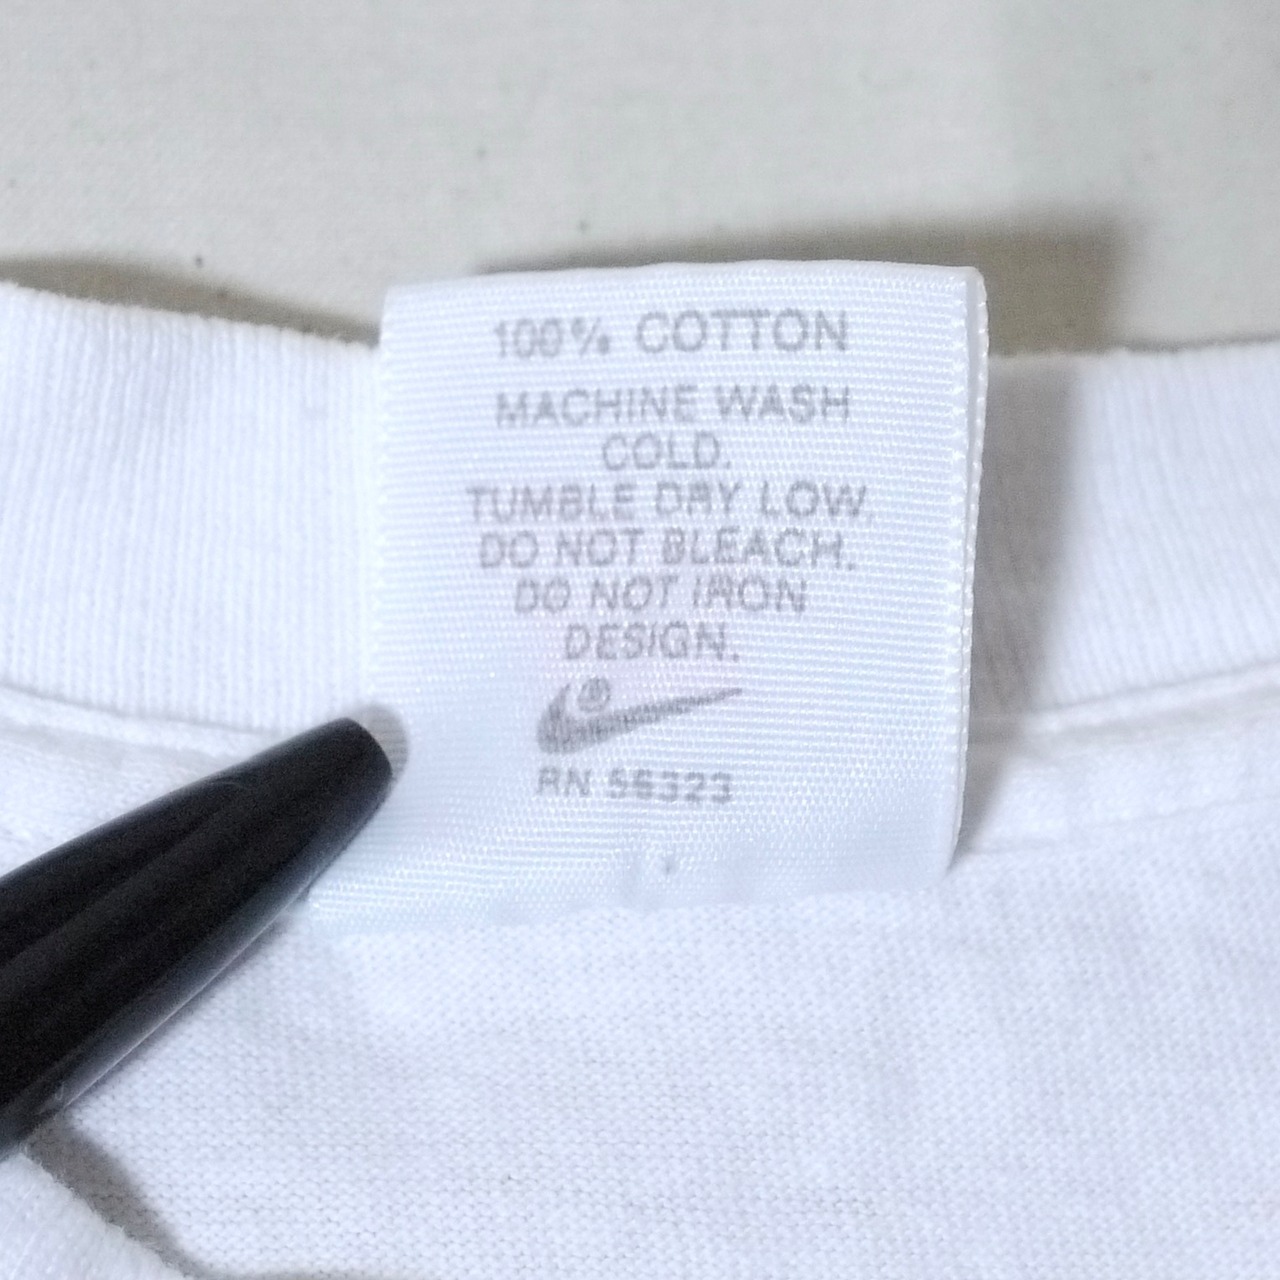 100% COTTON
MACHINE WASH
COLD.
TUMBLE DRY LOW.
DO NOT BLEACH.
DO NOT IRON
DESIGN.
®
RN 56323